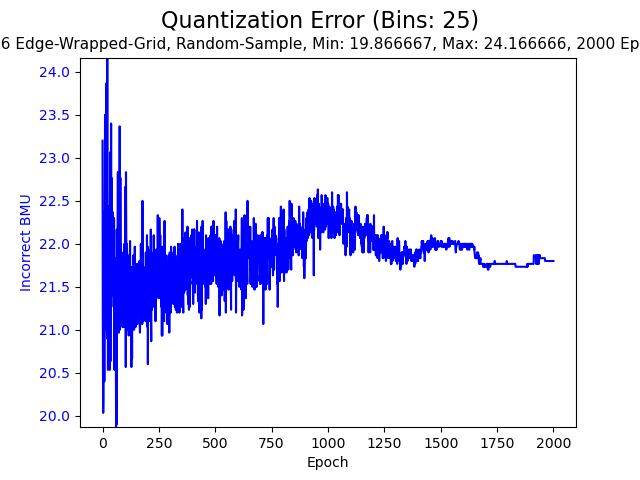 Quantization Error (Bins: 25)
6 Edge-Wrapped-Grid, Random-Sample, Min: 19.866667, Max: 24.166666, 2000 Ep
24.0
23.5
23.0
22.5
22.0
21.5
21.0
20.5
20.0
Incorrect BMU
0 250 500 750 1000 1250 1500 1750 2000
Epoch